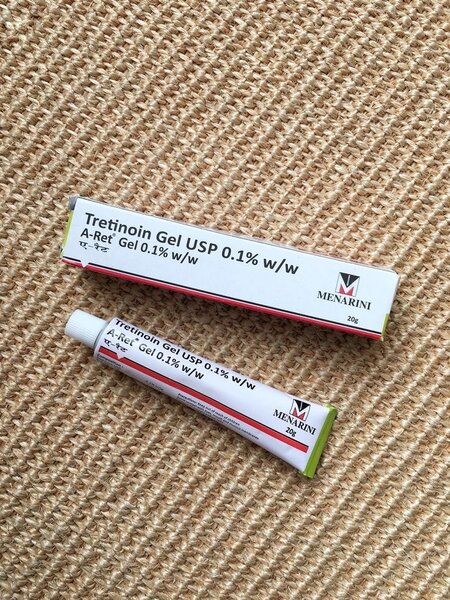 Tretinoin Gel USP 0.1% w/w
A-Ret® Gel 0.1% w/w
ए-रेट
MENARINI
20g
Tretinoin Gel USP 0.1% w/w
A-Ret® Gel 0.1% w/w
ए-रेट
MENARINI
20g